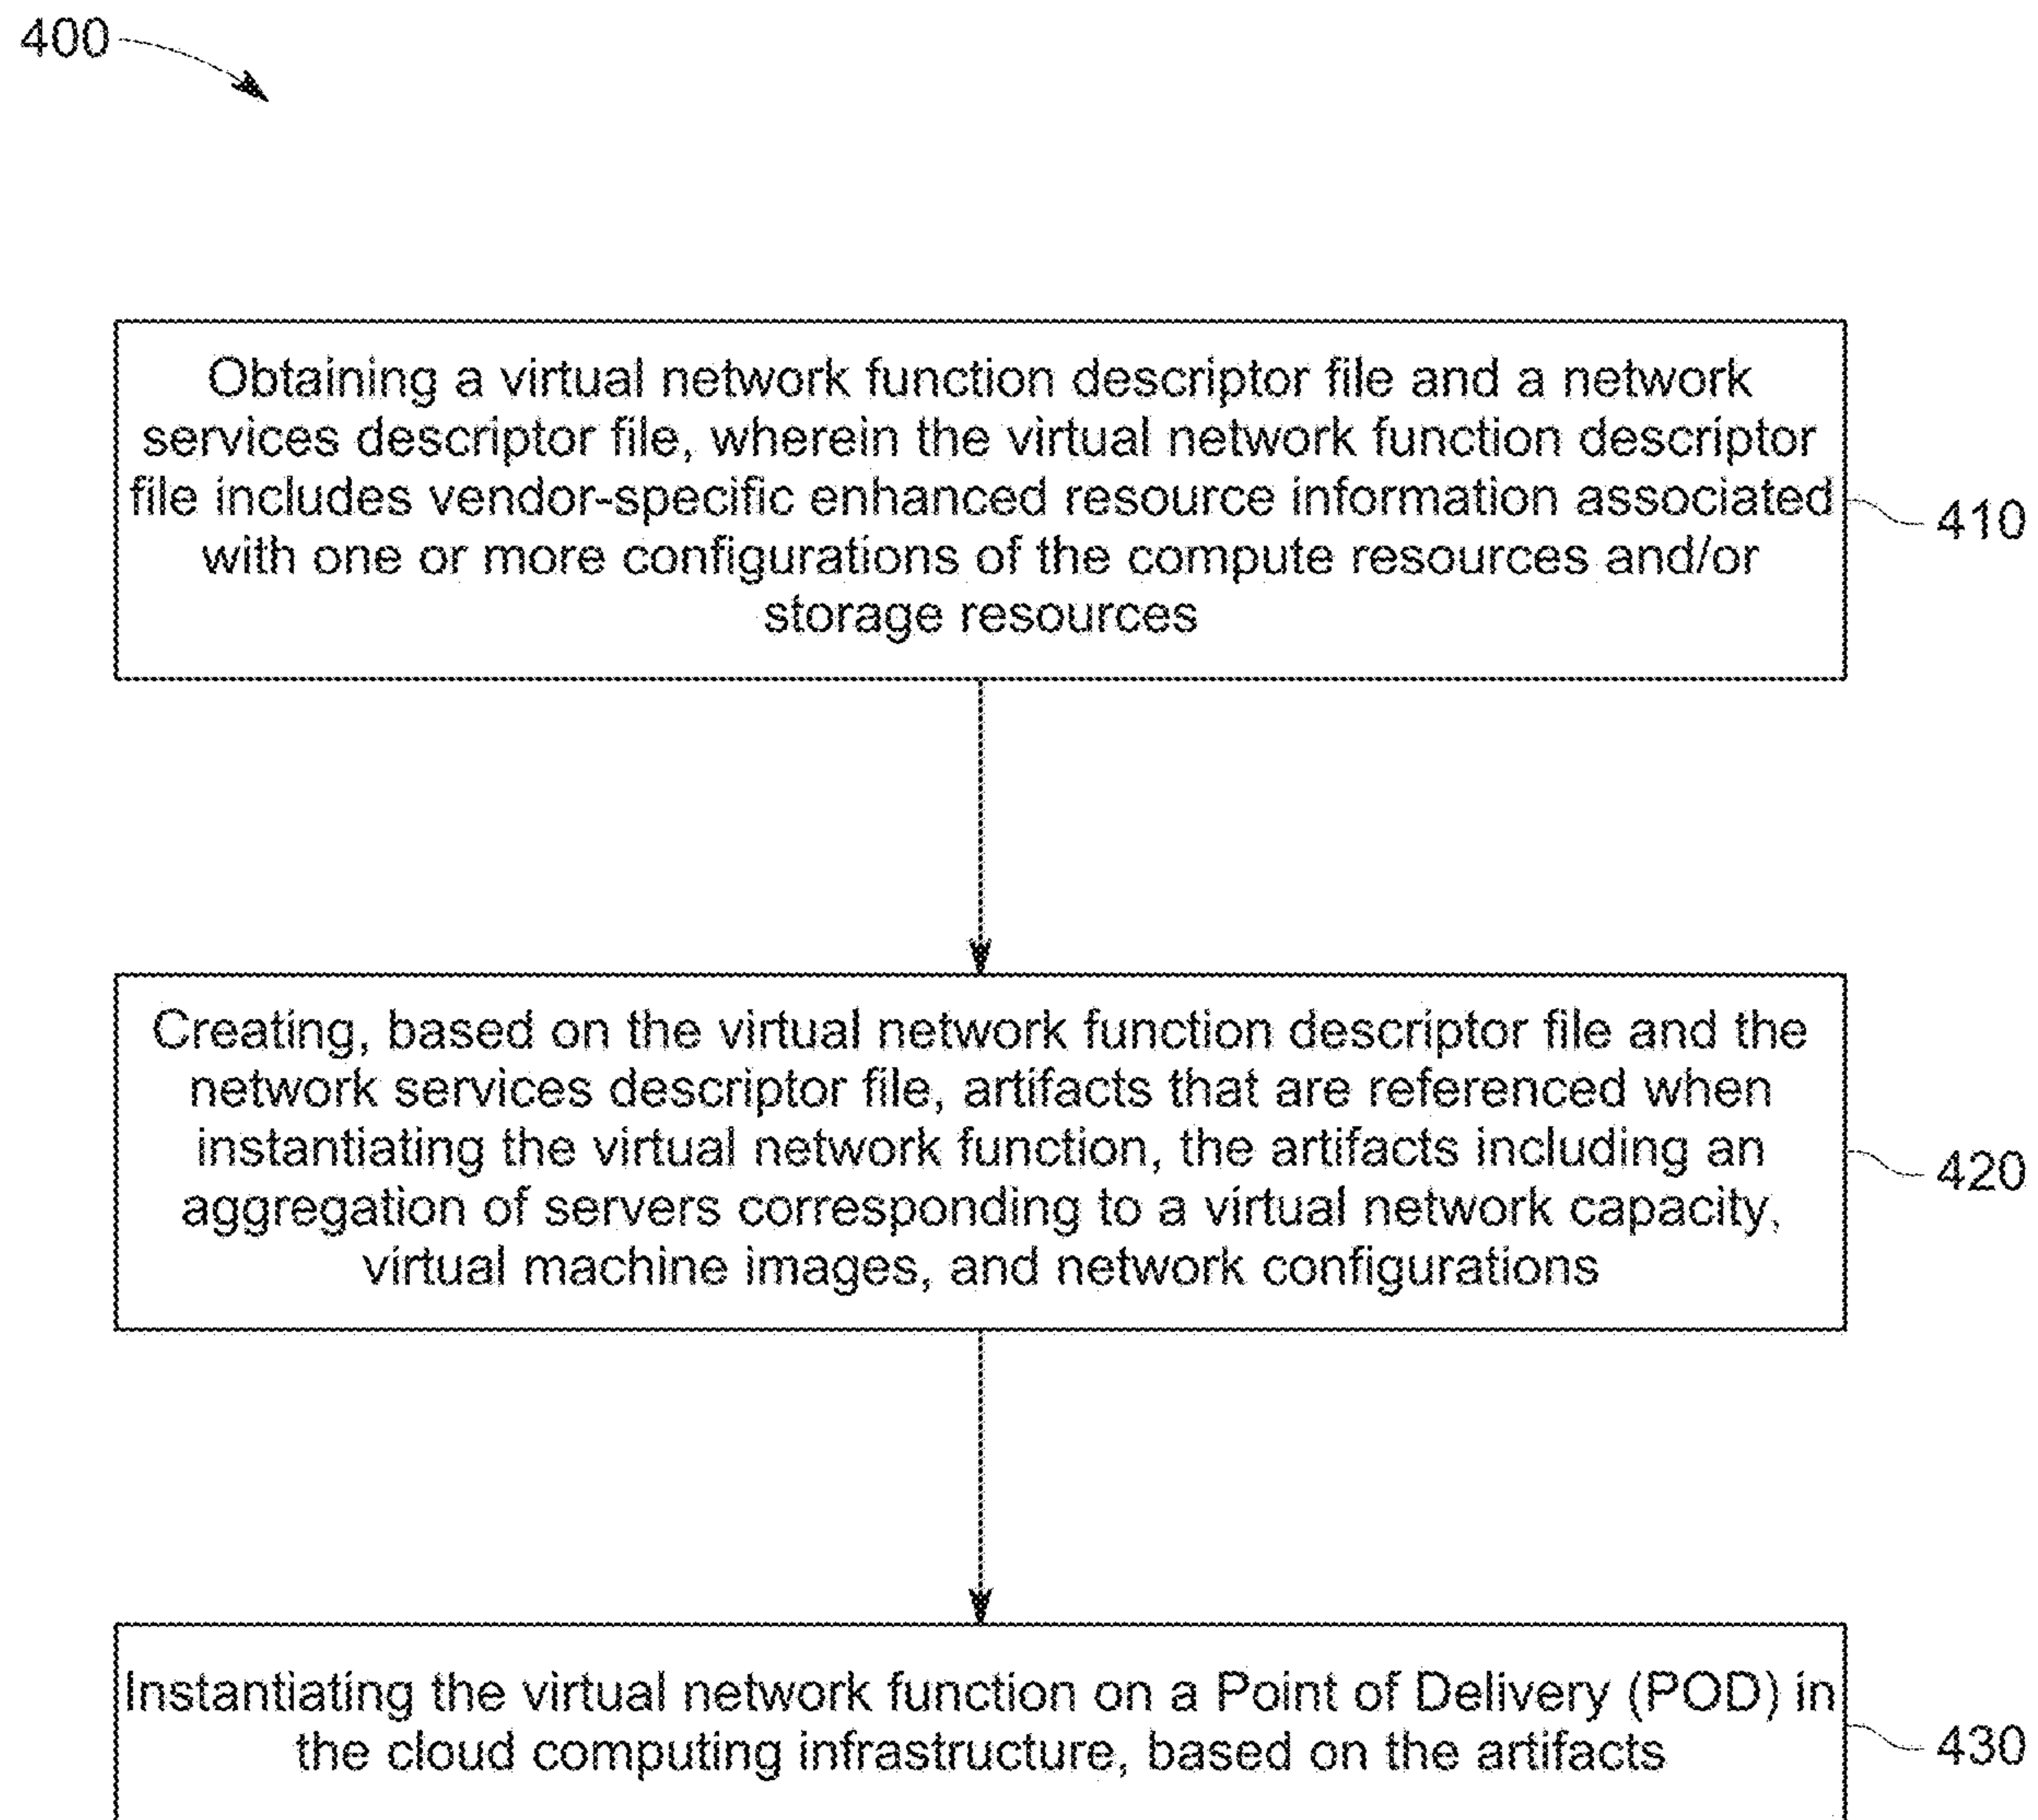 400
Obtaining a virtual network function descriptor file and a network
services descriptor file, wherein the virtual network function descriptor
file includes vendor-specific enhanced resource information associated
with one or more configurations of the compute resources and/or
storage resources
410
Creating, based on the virtual network function descriptor file and the
network services descriptor file, artifacts that are referenced when
instantiating the virtual network function, the artifacts including an
aggregation of servers corresponding to a virtual network capacity,
virtual machine images, and network configurations
420
Instantiating the virtual network function on a Point of Delivery (POD) in
the cloud computing infrastructure, based on the artifacts
430